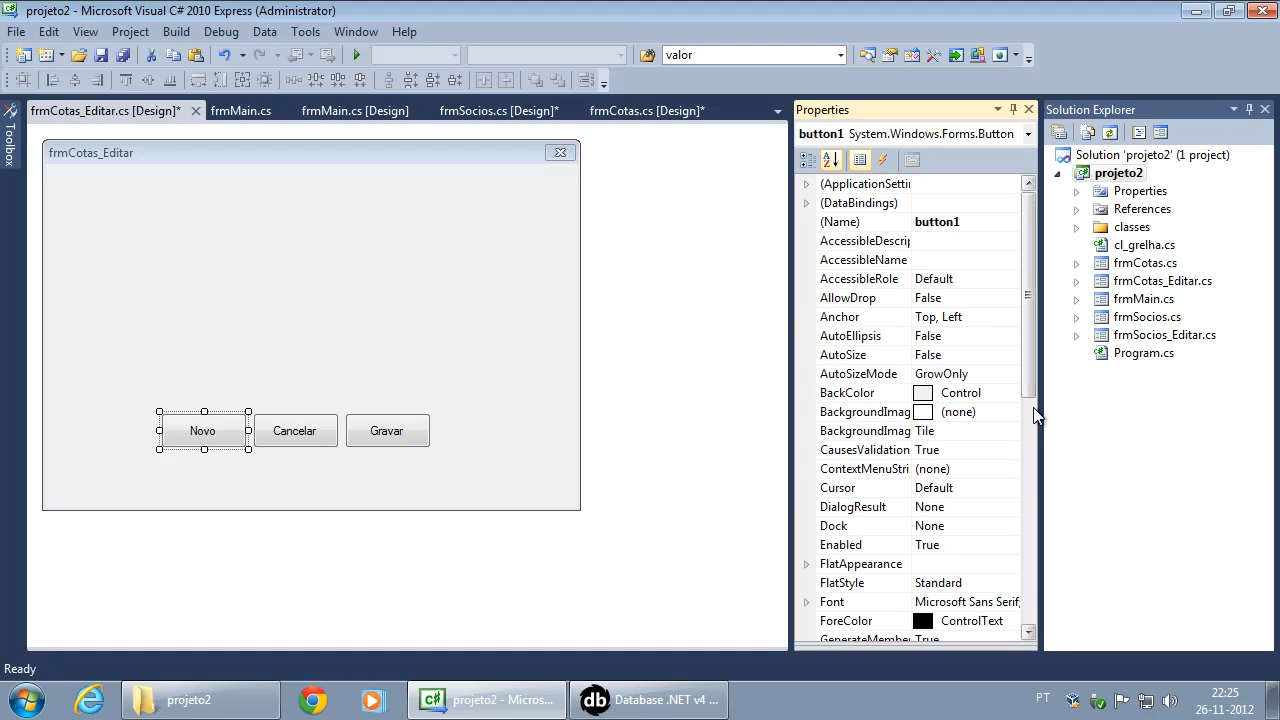 projeto2 - Microsoft Visual C# 2010 Express (Administrator)
File Edit View Project Build Debug Data Tools Window Help
valor
frmCotas_Editar.cs [Design]* frmMain.cs frmMain.cs [Design] frmSocios.cs [Design]* frmCotas.cs [Design]*
Toolbox
frmCotas_Editar
Novo Cancelar Gravar
Properties
button1 System.Windows.Forms.Button
(ApplicationSetti
(DataBindings)
(Name) button1
AccessibleDescrip
AccessibleName
AccessibleRole Default
AllowDrop False
Anchor Top, Left
AutoEllipsis False
AutoSize False
AutoSizeMode GrowOnly
BackColor Control
BackgroundImag (none)
BackgroundImag Tile
CausesValidation True
ContextMenuStri (none)
Cursor Default
DialogResult None
Dock None
Enabled True
FlatAppearance
FlatStyle Standard
Font Microsoft Sans Serif,
ForeColor ControlText
GenerateMember True
Solution Explorer
Solution 'projeto2' (1 project)
projeto2
Properties
References
classes
cl_grelha.cs
frmCotas.cs
frmCotas_Editar.cs
frmMain.cs
frmSocios.cs
frmSocios_Editar.cs
Program.cs
Ready
projeto2
projeto2 - Micros...
db Database .NET v4 ...
PT
22:25
26-11-2012